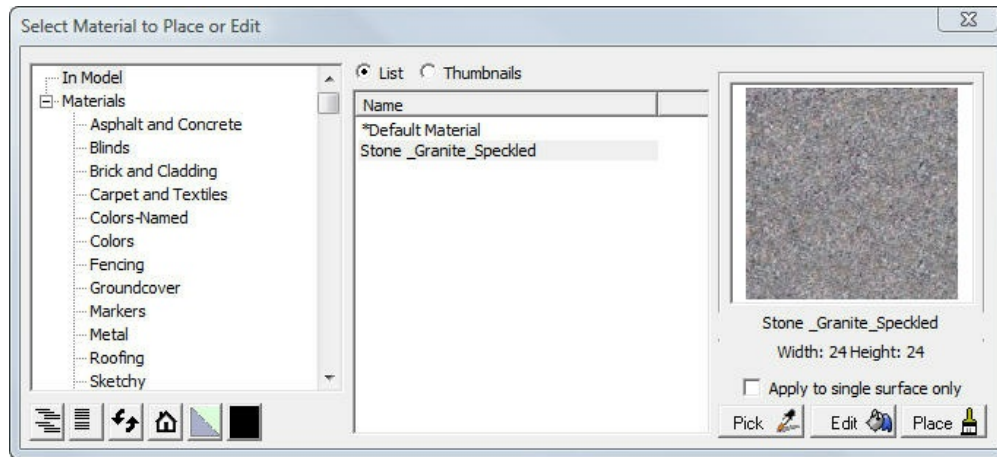 Select Material to Place or Edit
In Model
Materials
Asphalt and Concrete
Blinds
Brick and Cladding
Carpet and Textiles
Colors-Named
Colors
Fencing
Groundcover
Markers
Metal
Roofing
Sketchy
List Thumbnails
Name
*Default Material
Stone _Granite_Speckled
Stone _Granite_Speckled
Width: 24 Height: 24
Apply to single surface only
Pick Edit Place